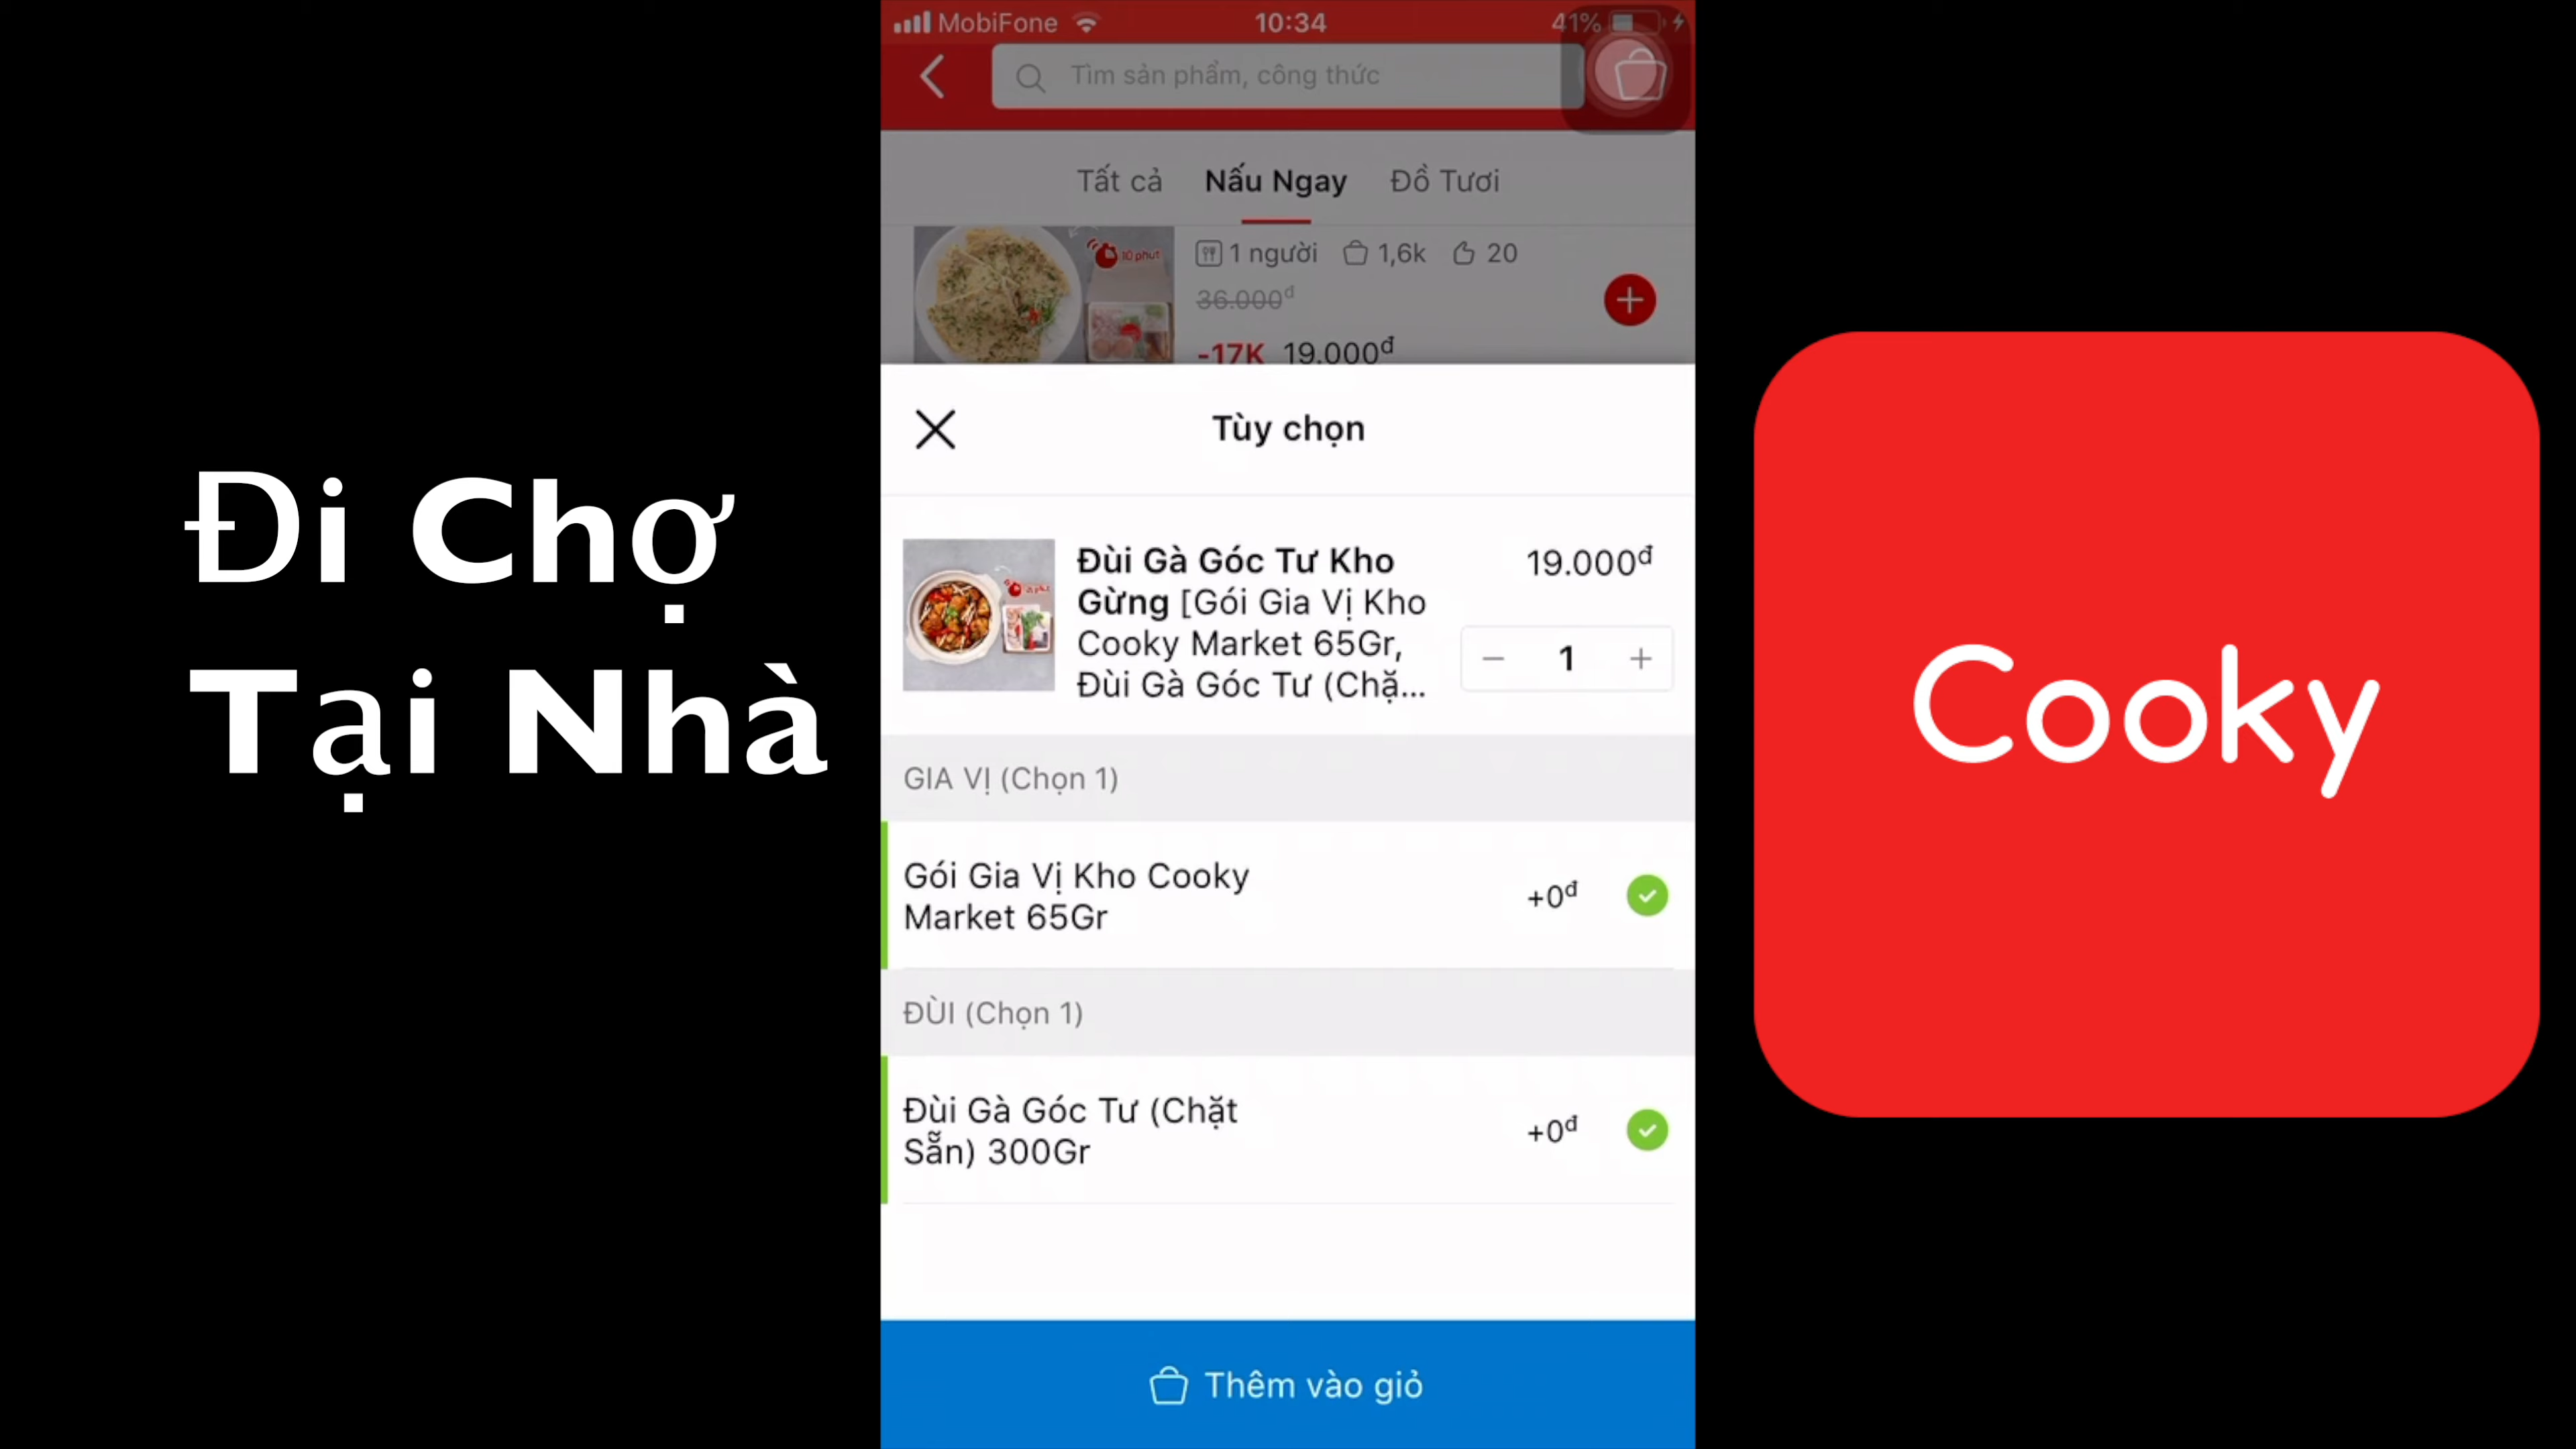 MobiFone 10:34 41%
Tìm sản phẩm, công thức
Tất cả Nấu Ngay Đồ Tươi
10 phút
1 người 1,6k 20
36.000đ
-17K 19.000đ
Tùy chọn
Đùi Gà Góc Tư Kho 19.000đ
Gừng [Gói Gia Vị Kho
Cooky Market 65Gr,
Đùi Gà Góc Tư (Chặ...
− 1 +
GIA VỊ (Chọn 1)
Gói Gia Vị Kho Cooky
Market 65Gr
+0đ
ĐÙI (Chọn 1)
Đùi Gà Góc Tư (Chặt
Sẵn) 300Gr
+0đ
Thêm vào giỏ
Đi Chợ
Tại Nhà
Cooky